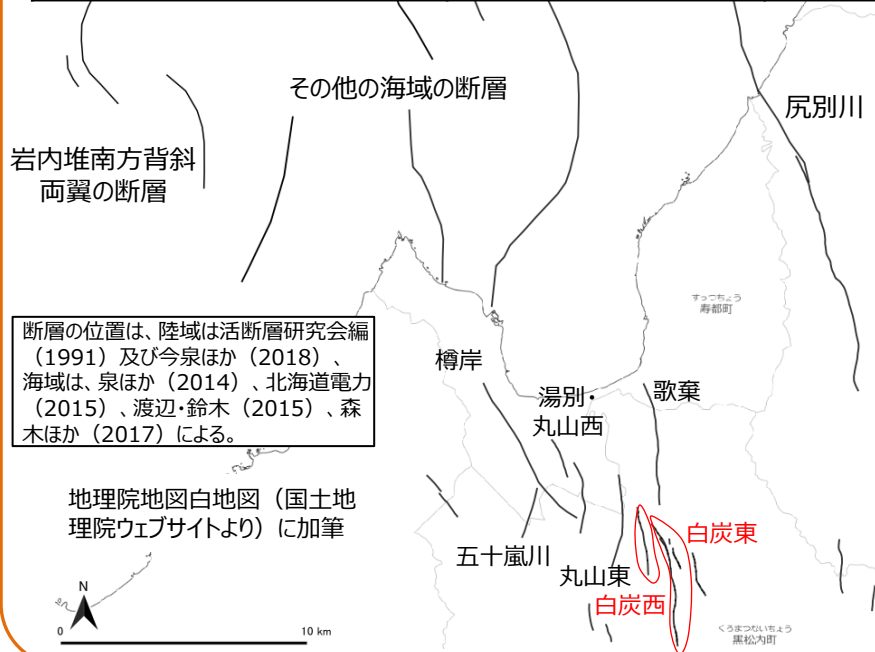 その他の海域の断層
尻別川
岩内堆南方背斜
両翼の断層
すっつちょう
寿都町
断層の位置は、陸域は活断層研究会編
（1991）及び今泉ほか（2018）、
海域は、泉ほか（2014）、北海道電力
（2015）、渡辺・鈴木（2015）、森
木ほか（2017）による。
樽岸
湯別
歌棄
丸山西
地理院地図白地図（国土地
理院ウェブサイトより）に加筆
白炭東
五十嵐川
丸山東
白炭西
N
0
10 km
くろまつないちょう
黒松内町